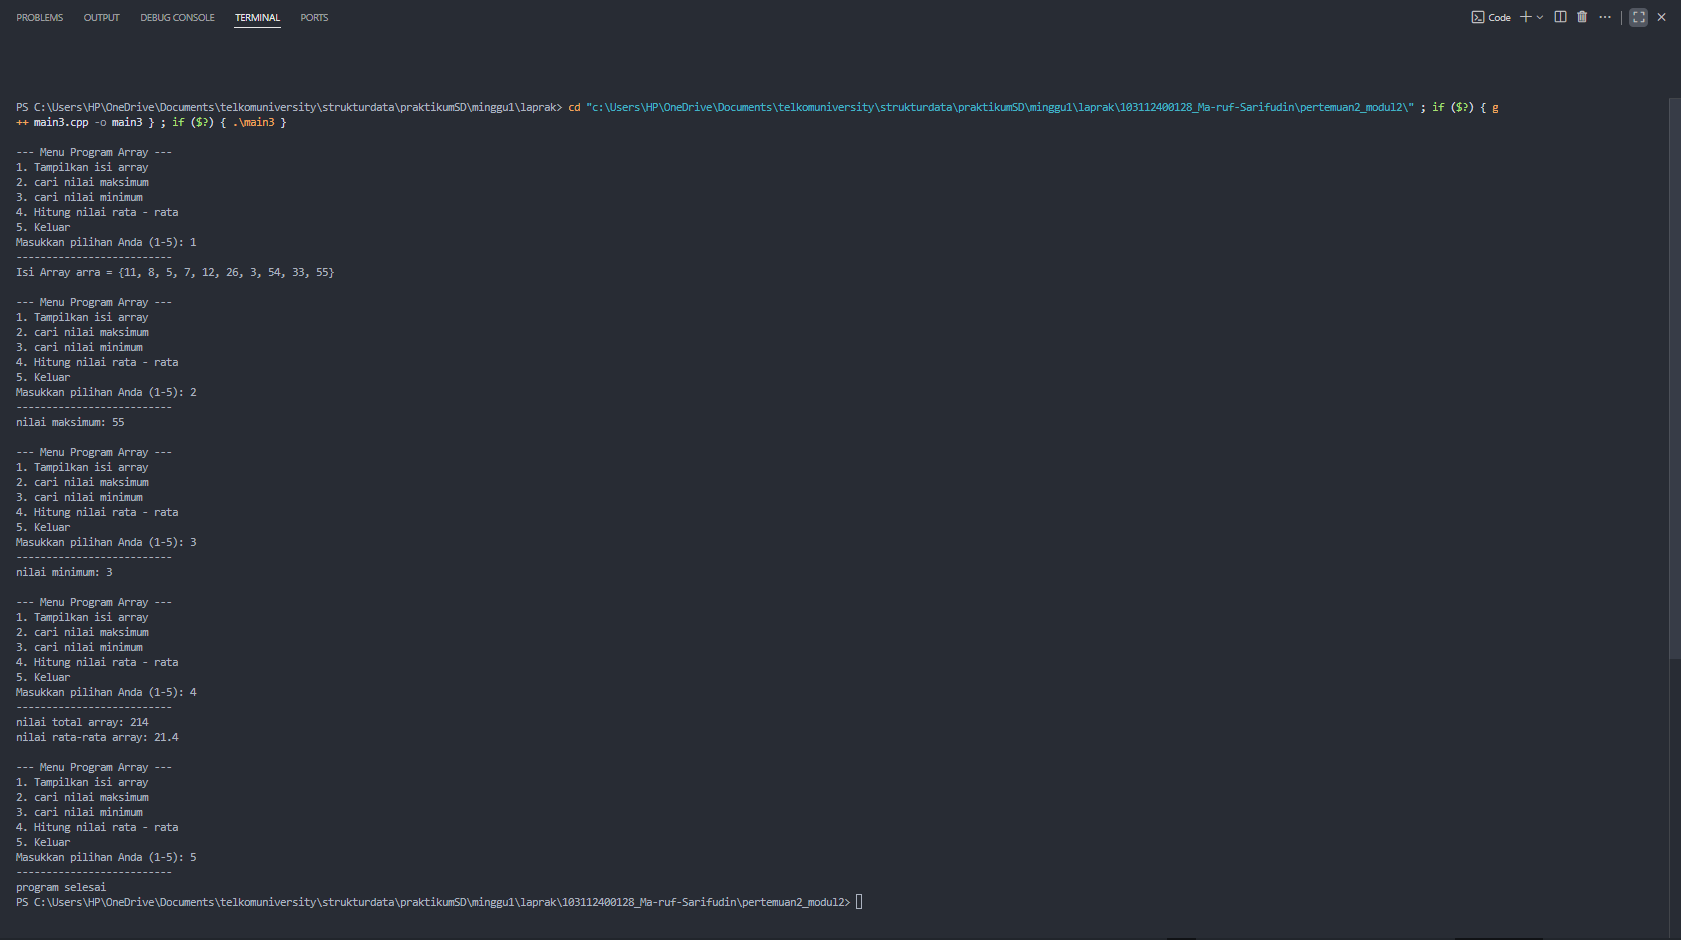 PROBLEMS OUTPUT DEBUG CONSOLE TERMINAL PORTS Code
PS C:\Users\HP\OneDrive\Documents\telkomuniversity\strukturdata\praktikumSD\minggu1\laprak> cd "c:\Users\HP\OneDrive\Documents\telkomuniversity\strukturdata\praktikumSD\minggu1\laprak\103112400128_Ma-ruf-Sarifudin\pertemuan2_modul2\" ; if ($?) { g
++ main3.cpp -o main3 } ; if ($?) { .\main3 }
--- Menu Program Array ---
1. Tampilkan isi array
2. cari nilai maksimum
3. cari nilai minimum
4. Hitung nilai rata - rata
5. Keluar
Masukkan pilihan Anda (1-5): 1
--------------------------
Isi Array arra = {11, 8, 5, 7, 12, 26, 3, 54, 33, 55}
--- Menu Program Array ---
1. Tampilkan isi array
2. cari nilai maksimum
3. cari nilai minimum
4. Hitung nilai rata - rata
5. Keluar
Masukkan pilihan Anda (1-5): 2
--------------------------
nilai maksimum: 55
--- Menu Program Array ---
1. Tampilkan isi array
2. cari nilai maksimum
3. cari nilai minimum
4. Hitung nilai rata - rata
5. Keluar
Masukkan pilihan Anda (1-5): 3
--------------------------
nilai minimum: 3
--- Menu Program Array ---
1. Tampilkan isi array
2. cari nilai maksimum
3. cari nilai minimum
4. Hitung nilai rata - rata
5. Keluar
Masukkan pilihan Anda (1-5): 4
--------------------------
nilai total array: 214
nilai rata-rata array: 21.4
--- Menu Program Array ---
1. Tampilkan isi array
2. cari nilai maksimum
3. cari nilai minimum
4. Hitung nilai rata - rata
5. Keluar
Masukkan pilihan Anda (1-5): 5
--------------------------
program selesai
PS C:\Users\HP\OneDrive\Documents\telkomuniversity\strukturdata\praktikumSD\minggu1\laprak\103112400128_Ma-ruf-Sarifudin\pertemuan2_modul2>